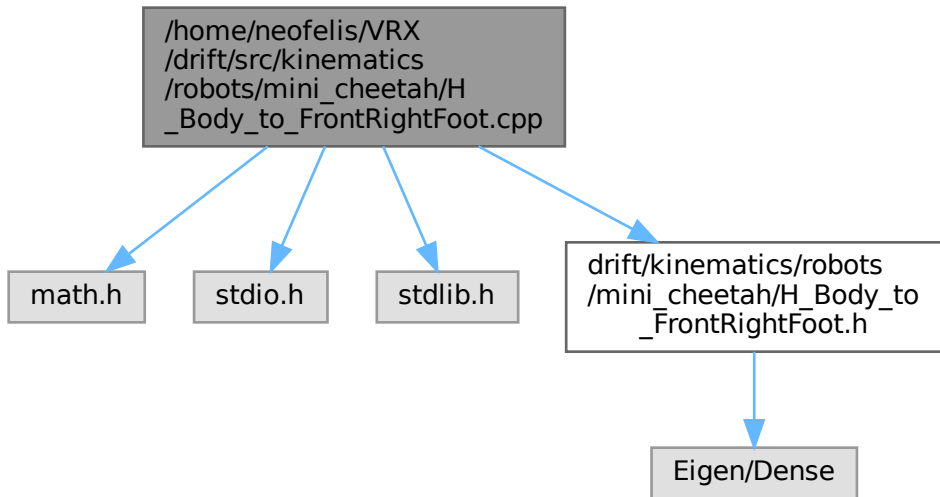 /home/neofelis/VRX
/drift/src/kinematics
/robots/mini_cheetah/H
_Body_to_FrontRightFoot.cpp
math.h
stdio.h
stdlib.h
drift/kinematics/robots
/mini_cheetah/H_Body_to
_FrontRightFoot.h
Eigen/Dense